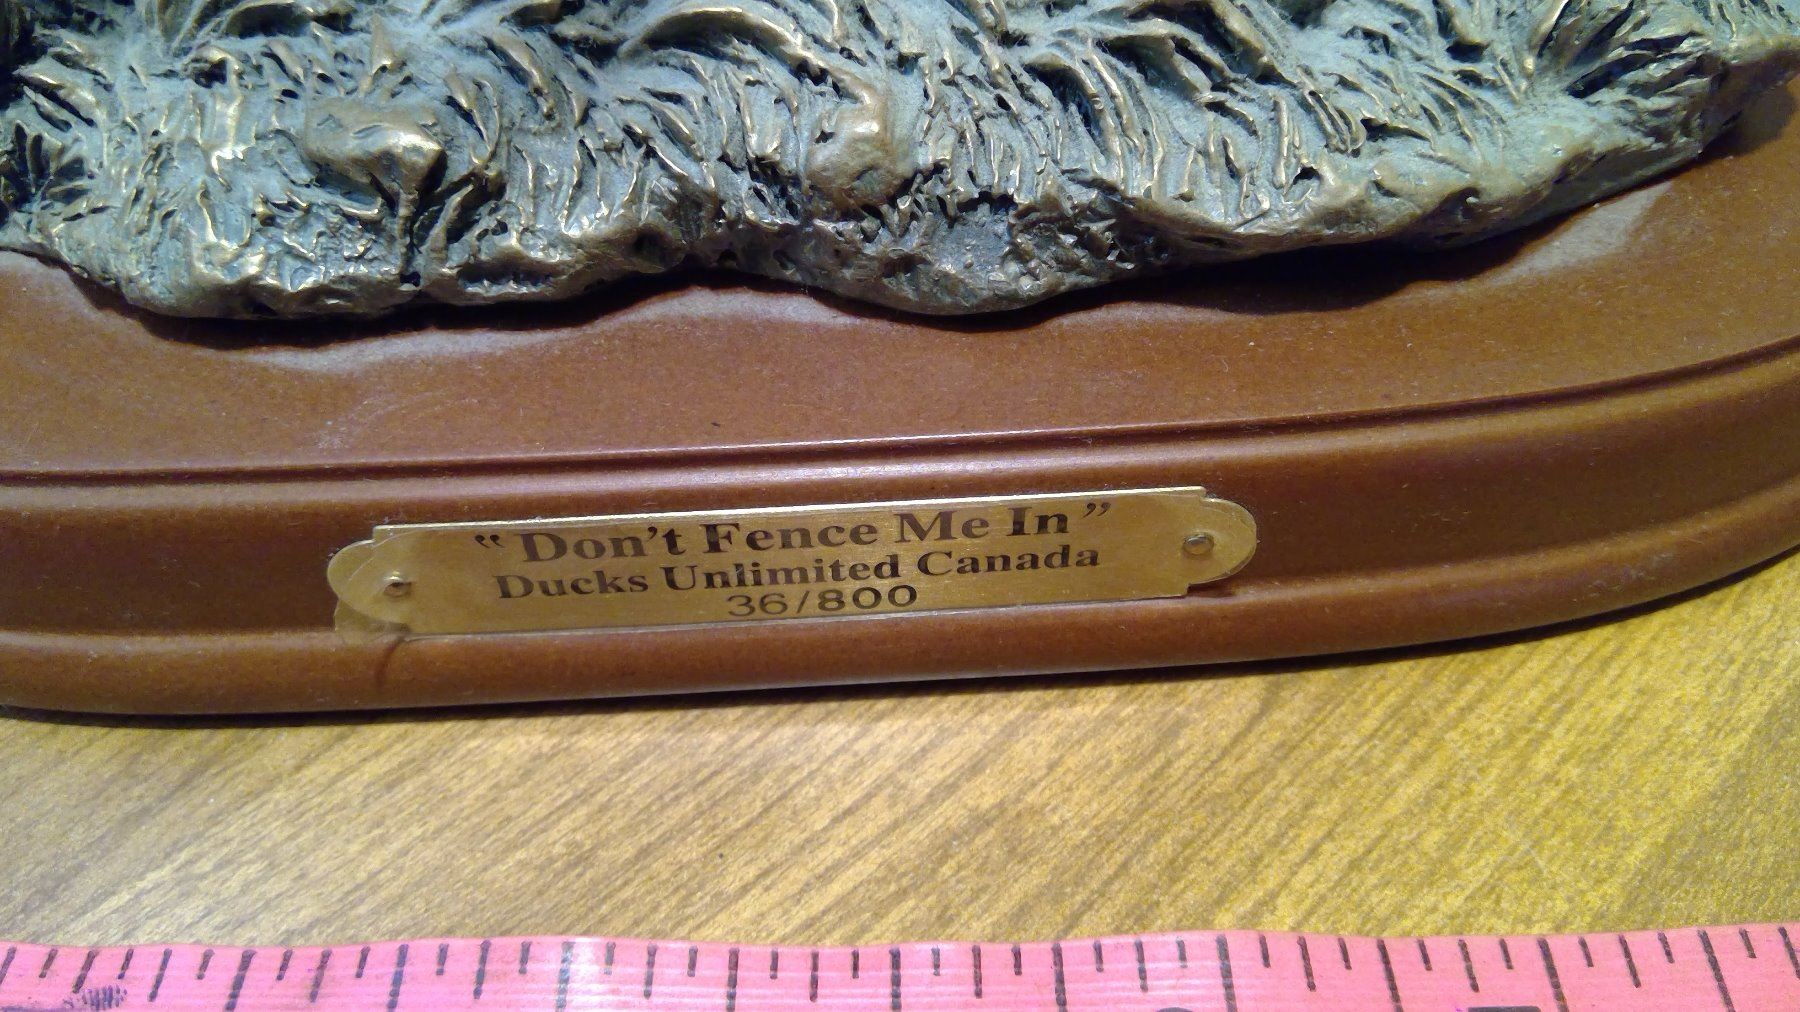 “Don't Fence Me In”
Ducks Unlimited Canada
36/800